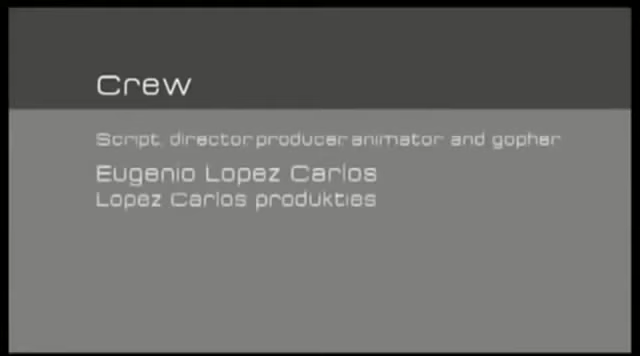 Crew
Script, director producer animator and gopher
Eugenio Lopez Carlos
Lopez Carlos produkties